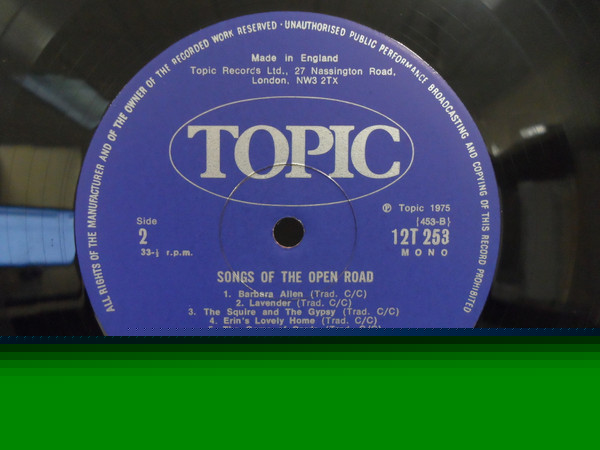 ALL RIGHTS OF THE MANUFACTURER AND OF THE OWNER OF THE RECORDED WORK RESERVED · UNAUTHORISED PUBLIC PERFORMANCE BROADCASTING AND COPYING OF THIS RECORD PROHIBITED
Made in England
Topic Records Ltd., 27 Nassington Road,
London, NW3 2TX
TOPIC
Side
2
33-⅓ r.p.m.
℗ Topic 1975
(453-B)
12T 253
MONO
SONGS OF THE OPEN ROAD
1. Barbara Allen (Trad. C/C)
2. Lavender (Trad. C/C)
3. The Squire and The Gypsy (Trad. C/C)
4. Erin's Lovely Home (Trad. C/C)